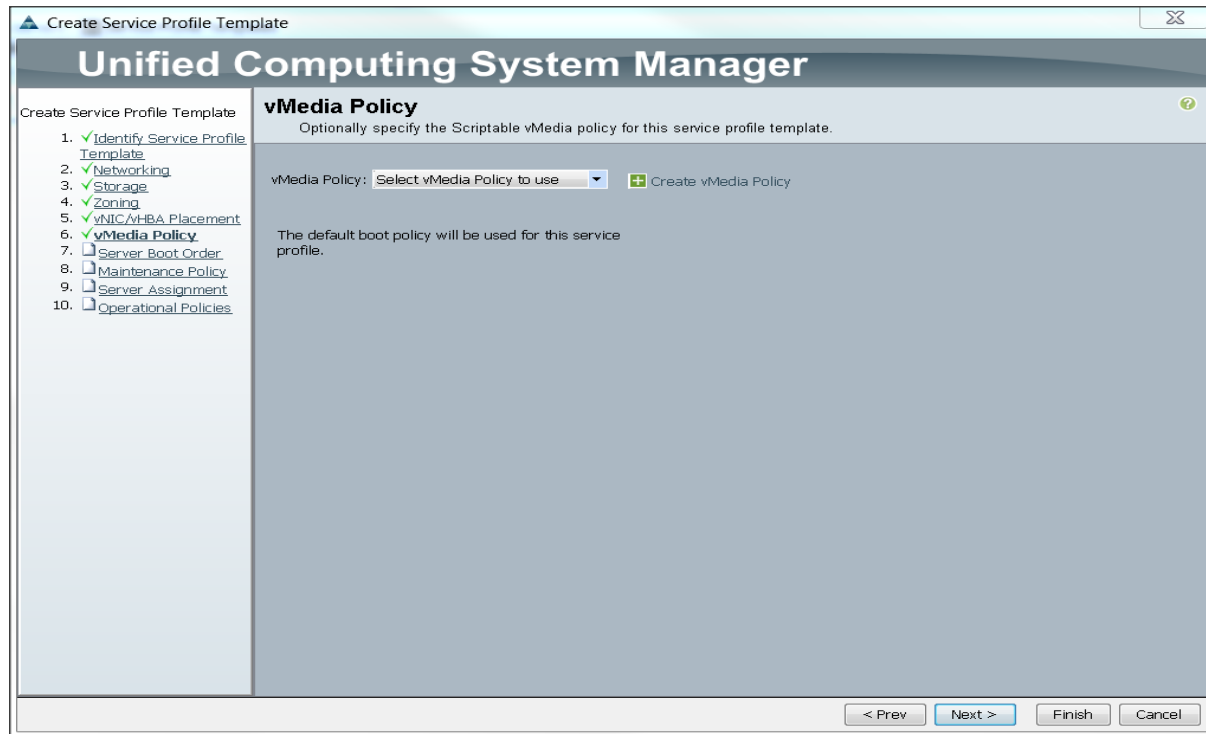 Create Service Profile Template
Unified Computing System Manager
Create Service Profile Template
1. Identify Service Profile
Template
2. Networking
3. Storage
4. Zoning
5. vNIC/vHBA Placement
6. vMedia Policy
7. Server Boot Order
8. Maintenance Policy
9. Server Assignment
10. Operational Policies
vMedia Policy
Optionally specify the Scriptable vMedia policy for this service profile template.
vMedia Policy: Select vMedia Policy to use
Create vMedia Policy
The default boot policy will be used for this service
profile.
< Prev
Next >
Finish
Cancel